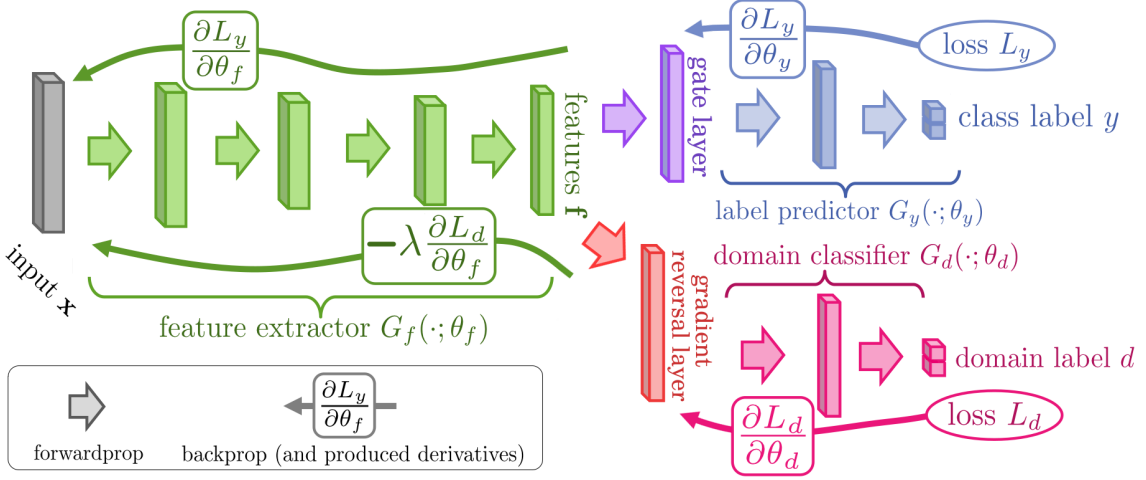 ∂L_y/∂θ_f
∂L_y/∂θ_y
loss L_y
input x
features f
gate layer
class label y
label predictor G_y(·; θ_y)
−λ ∂L_d/∂θ_f
feature extractor G_f(·; θ_f)
gradient
reversal layer
domain classifier G_d(·; θ_d)
domain label d
∂L_d/∂θ_d
loss L_d
∂L_y/∂θ_f
forwardprop
backprop (and produced derivatives)